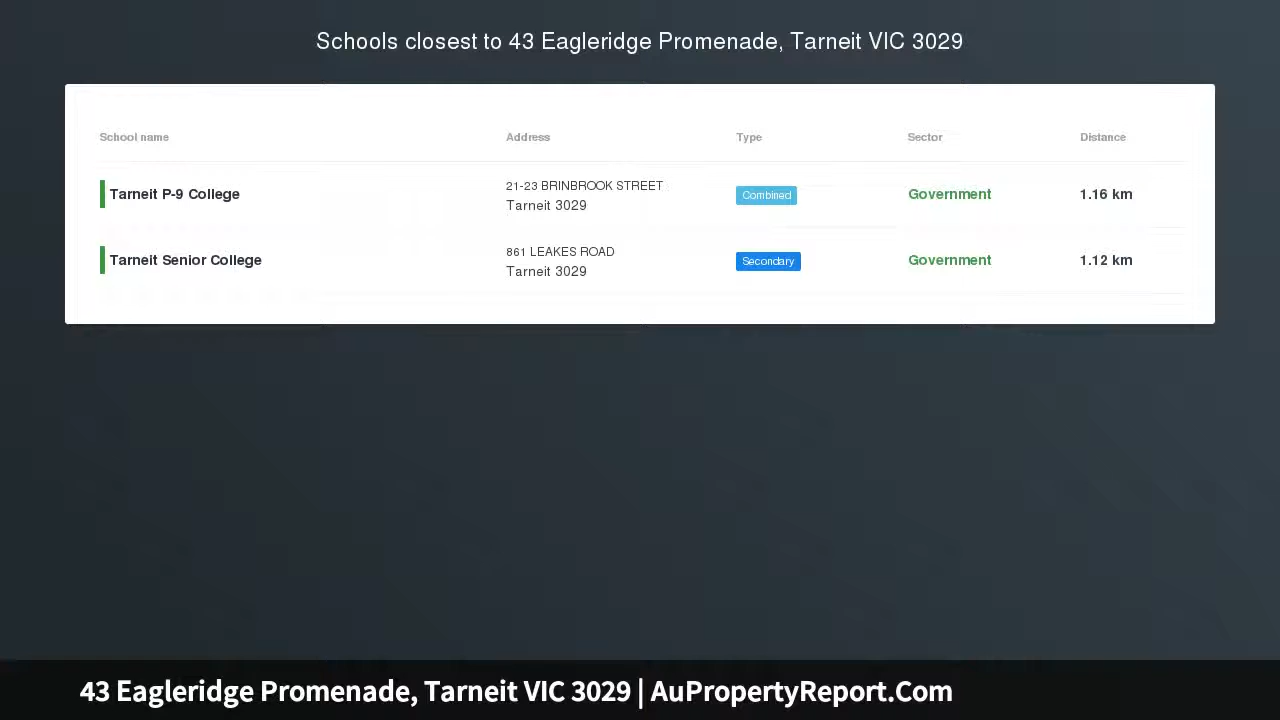 Schools closest to 43 Eagleridge Promenade, Tarneit VIC 3029
School name Address Type Sector Distance
Tarneit P-9 College 21-23 BRINBROOK STREET Combined Government 1.16 km
Tarneit 3029
Tarneit Senior College 861 LEAKES ROAD Secondary Government 1.12 km
Tarneit 3029
43 Eagleridge Promenade, Tarneit VIC 3029 | AuPropertyReport.Com